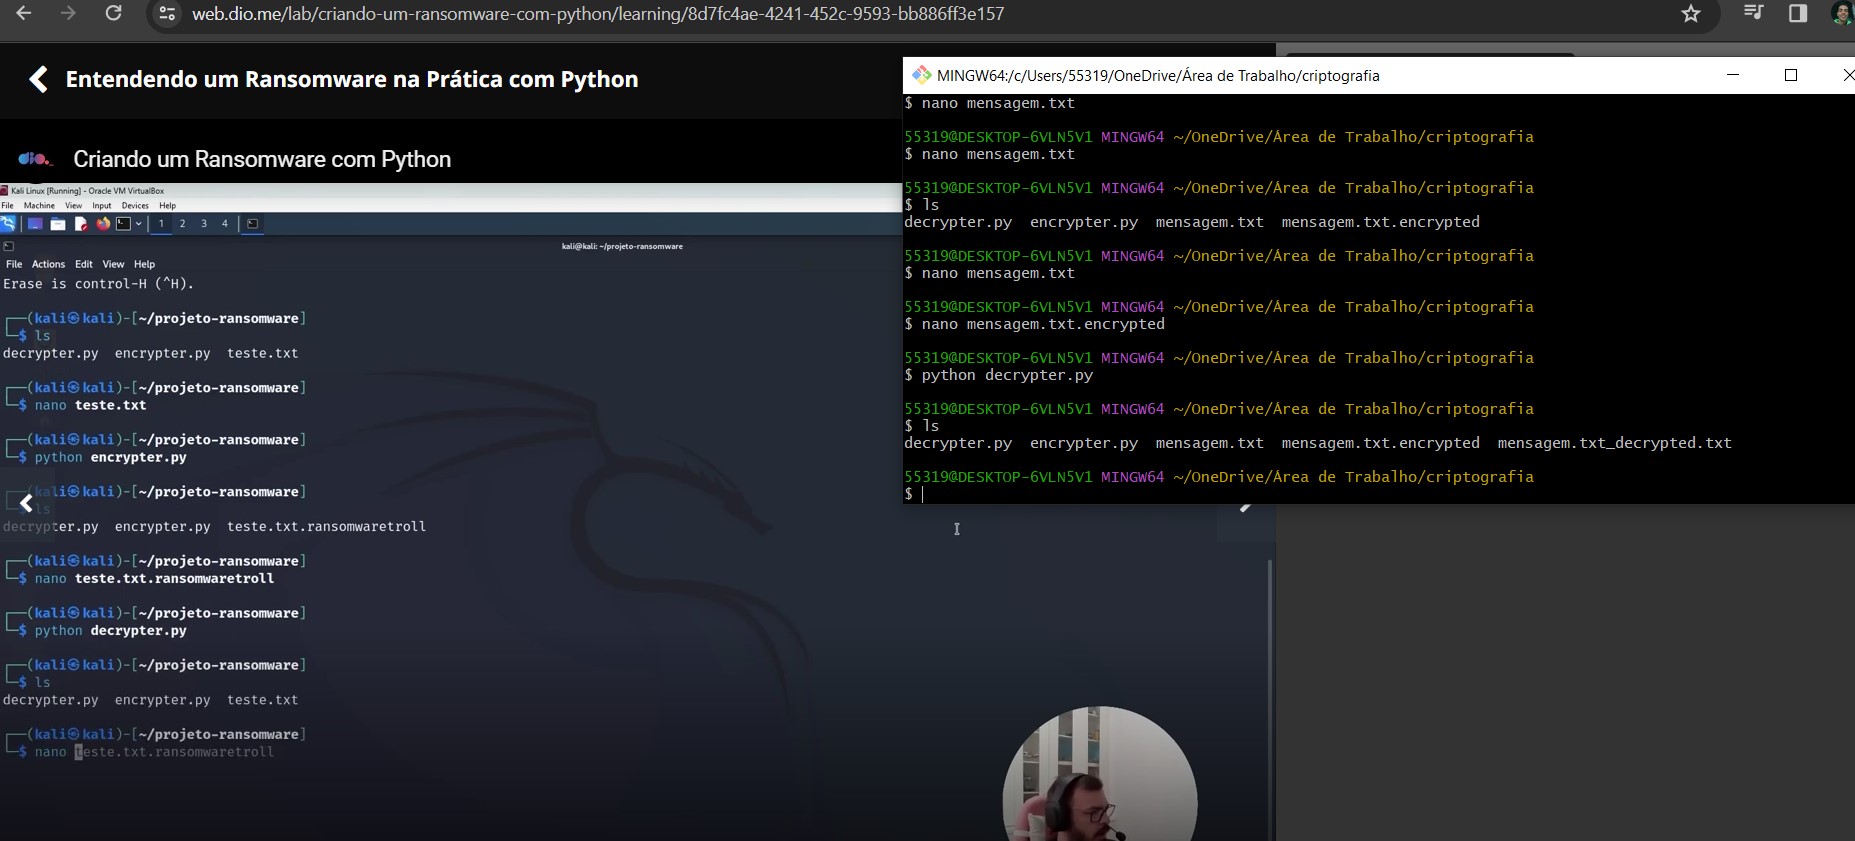 web.dio.me/lab/criando-um-ransomware-com-python/learning/8d7fc4ae-4241-452c-9593-bb886ff3e157
Entendendo um Ransomware na Prática com Python
dio.
Criando um Ransomware com Python
Kali Linux [Running] - Oracle VM VirtualBox
File Machine View Input Devices Help
1 2 3 4
kali@kali: ~/projeto-ransomware
File Actions Edit View Help
Erase is control-H (^H).
(kali㉿kali)-[~/projeto-ransomware]
$ ls
decrypter.py encrypter.py teste.txt
(kali㉿kali)-[~/projeto-ransomware]
$ nano teste.txt
(kali㉿kali)-[~/projeto-ransomware]
$ python encrypter.py
(kali㉿kali)-[~/projeto-ransomware]
ls
decrypter.py encrypter.py teste.txt.ransomwaretroll
(kali㉿kali)-[~/projeto-ransomware]
$ nano teste.txt.ransomwaretroll
(kali㉿kali)-[~/projeto-ransomware]
$ python decrypter.py
(kali㉿kali)-[~/projeto-ransomware]
$ ls
decrypter.py encrypter.py teste.txt
(kali㉿kali)-[~/projeto-ransomware]
$ nano teste.txt.ransomwaretroll
MINGW64:/c/Users/55319/OneDrive/Área de Trabalho/criptografia
$ nano mensagem.txt
55319@DESKTOP-6VLN5V1 MINGW64 ~/OneDrive/Área de Trabalho/criptografia
$ nano mensagem.txt
55319@DESKTOP-6VLN5V1 MINGW64 ~/OneDrive/Área de Trabalho/criptografia
$ ls
decrypter.py encrypter.py mensagem.txt mensagem.txt.encrypted
55319@DESKTOP-6VLN5V1 MINGW64 ~/OneDrive/Área de Trabalho/criptografia
$ nano mensagem.txt
55319@DESKTOP-6VLN5V1 MINGW64 ~/OneDrive/Área de Trabalho/criptografia
$ nano mensagem.txt.encrypted
55319@DESKTOP-6VLN5V1 MINGW64 ~/OneDrive/Área de Trabalho/criptografia
$ python decrypter.py
55319@DESKTOP-6VLN5V1 MINGW64 ~/OneDrive/Área de Trabalho/criptografia
$ ls
decrypter.py encrypter.py mensagem.txt mensagem.txt.encrypted mensagem.txt_decrypted.txt
55319@DESKTOP-6VLN5V1 MINGW64 ~/OneDrive/Área de Trabalho/criptografia
$